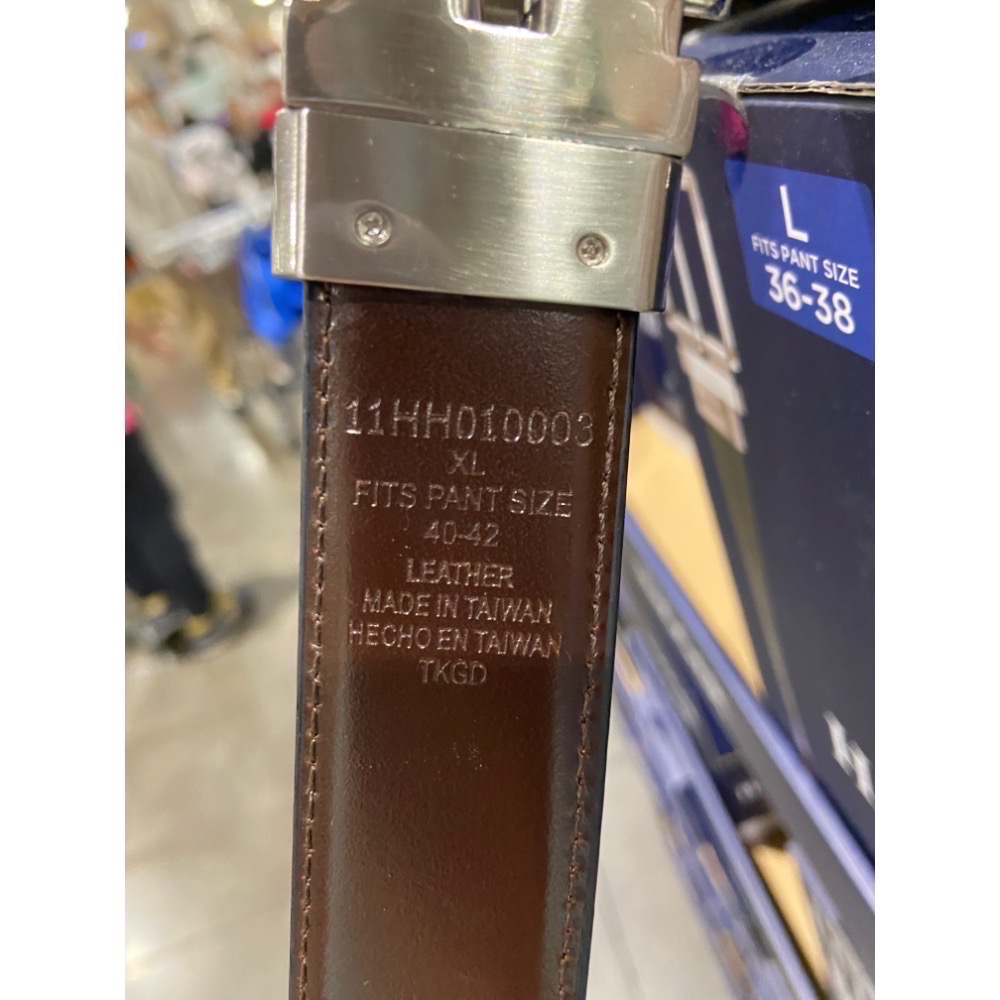 11HH010003
XL
FITS PANT SIZE
40-42
LEATHER
MADE IN TAIWAN
HECHO EN TAIWAN
TKGD
L
FITS PANT SIZE
36-38